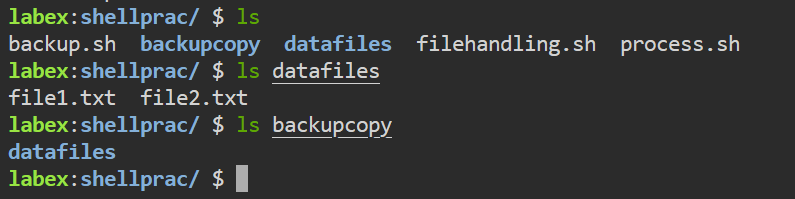 labex:shellprac/ $ ls
backup.sh  backupcopy  datafiles  filehandling.sh  process.sh
labex:shellprac/ $ ls datafiles
file1.txt  file2.txt
labex:shellprac/ $ ls backupcopy
datafiles
labex:shellprac/ $